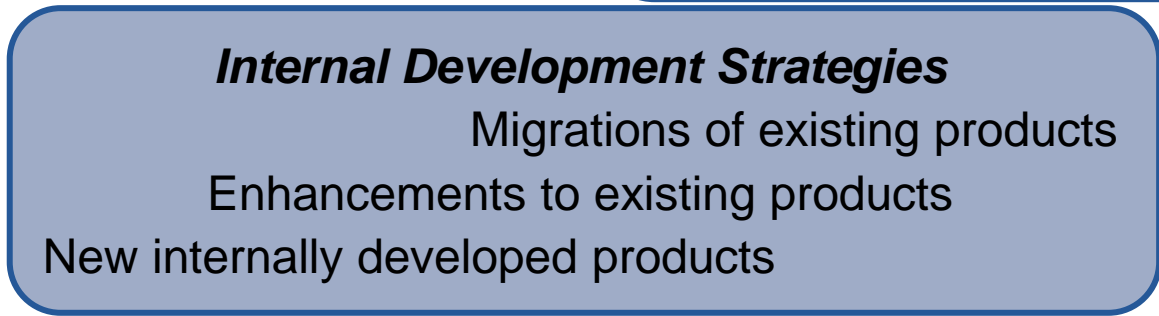 Internal Development Strategies
Migrations of existing products
Enhancements to existing products
New internally developed products